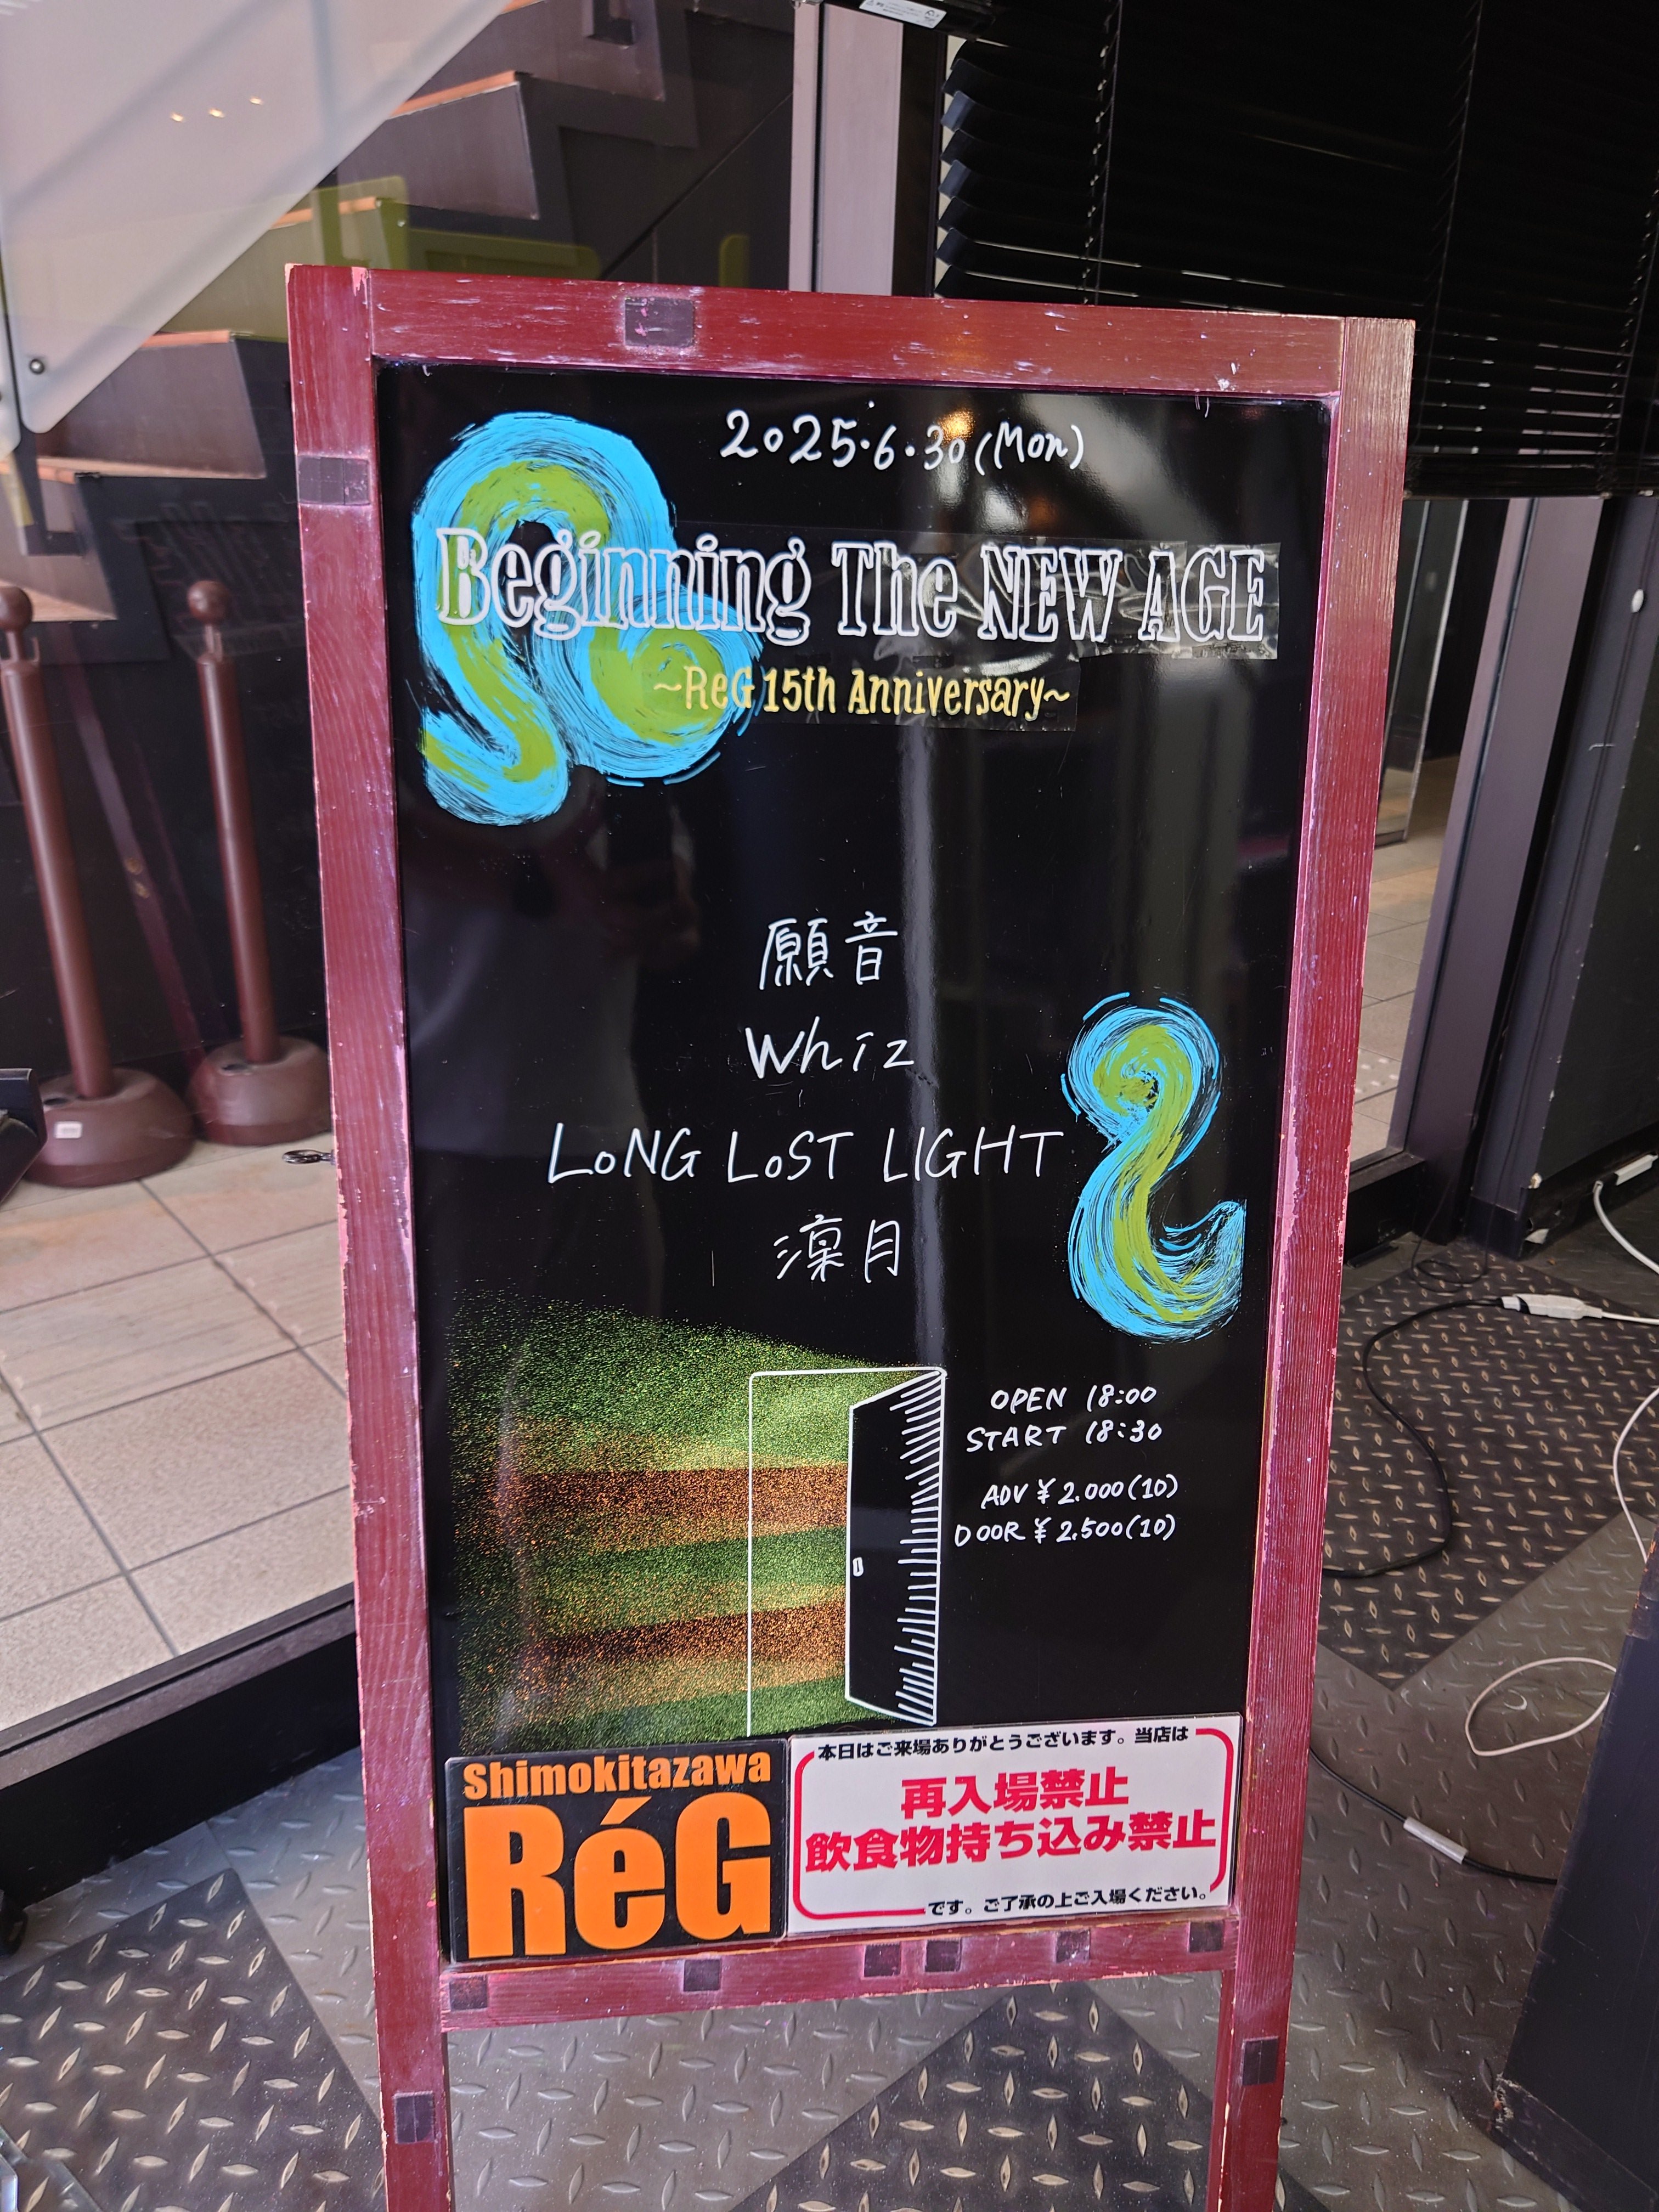 2025.6.30(Mon)
Beginning The NEW AGE
~ReG 15th Anniversary~
願音
Whiz
LONG LOST LIGHT
凜月
OPEN 18:00
START 18:30
ADV ¥2.000(1D)
DOOR ¥2.500(1D)
Shimokitazawa
RéG
本日はご来場ありがとうございます。当店は
再入場禁止
飲食物持ち込み禁止
です。ご了承の上ご入場ください。